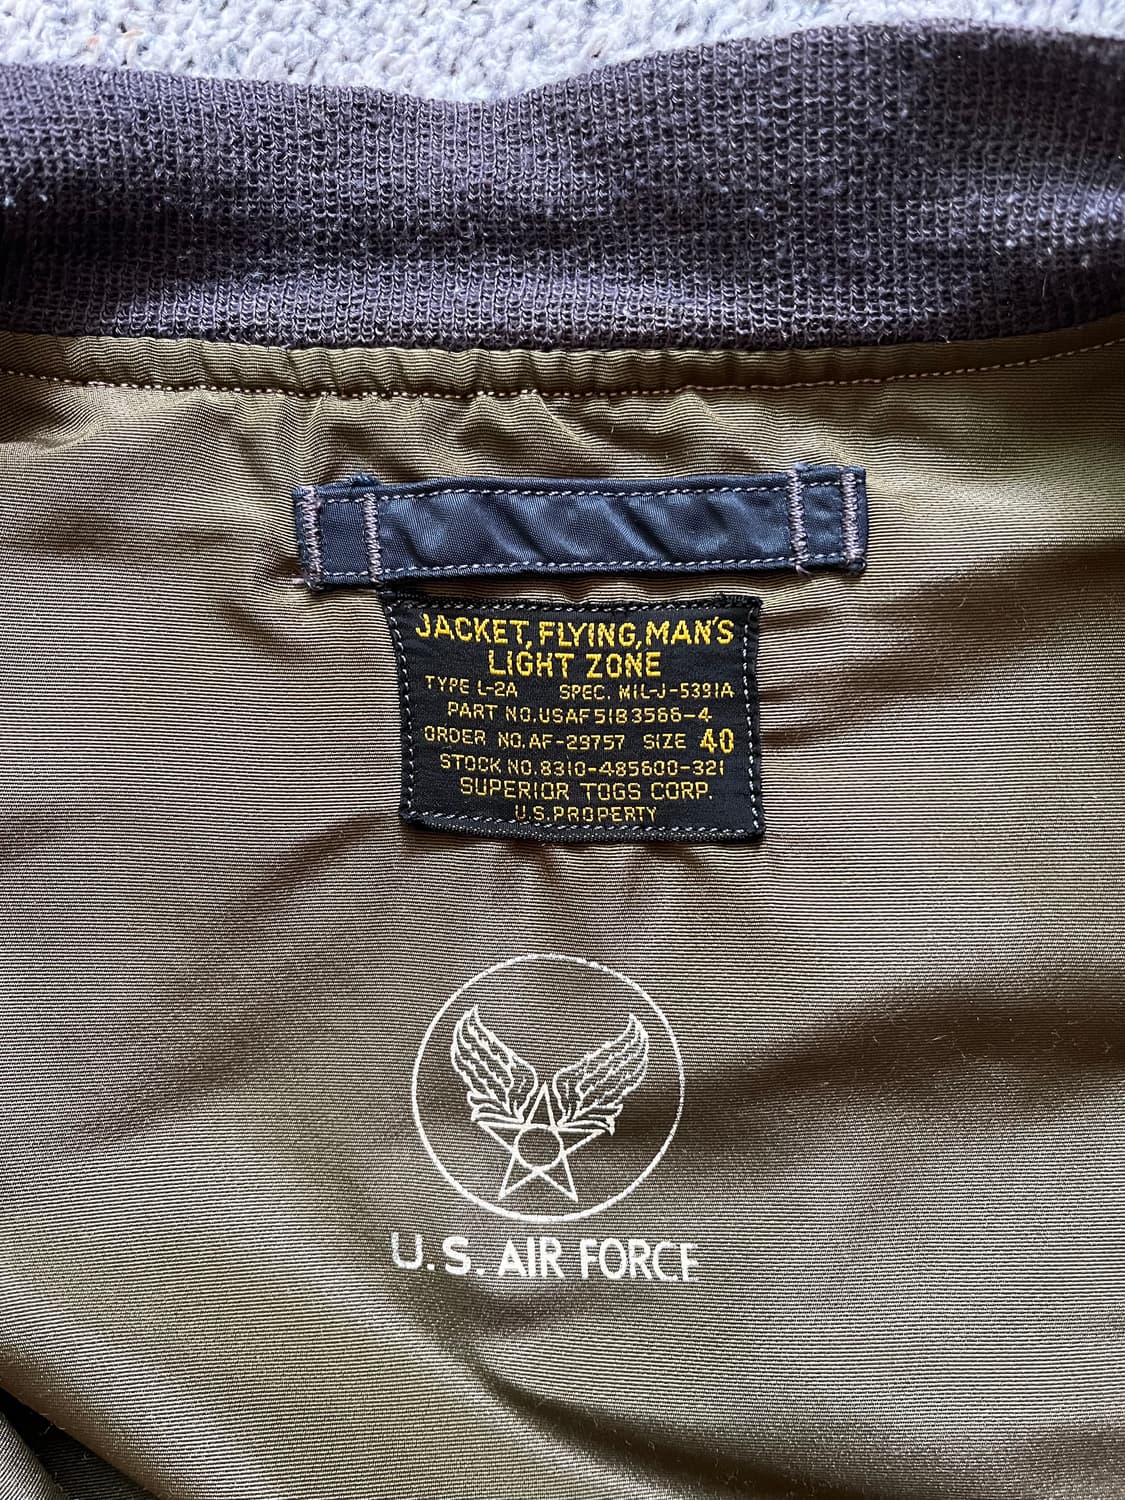 JACKET, FLYING, MAN'S
LIGHT ZONE
TYPE L-2A SPEC. MIL-J-5391A
PART NO. USAF 51B3566-4
ORDER NO. AF-29757 SIZE 40
STOCK NO. 8310-485600-321
SUPERIOR TOGS CORP.
U.S. PROPERTY
U.S. AIR FORCE